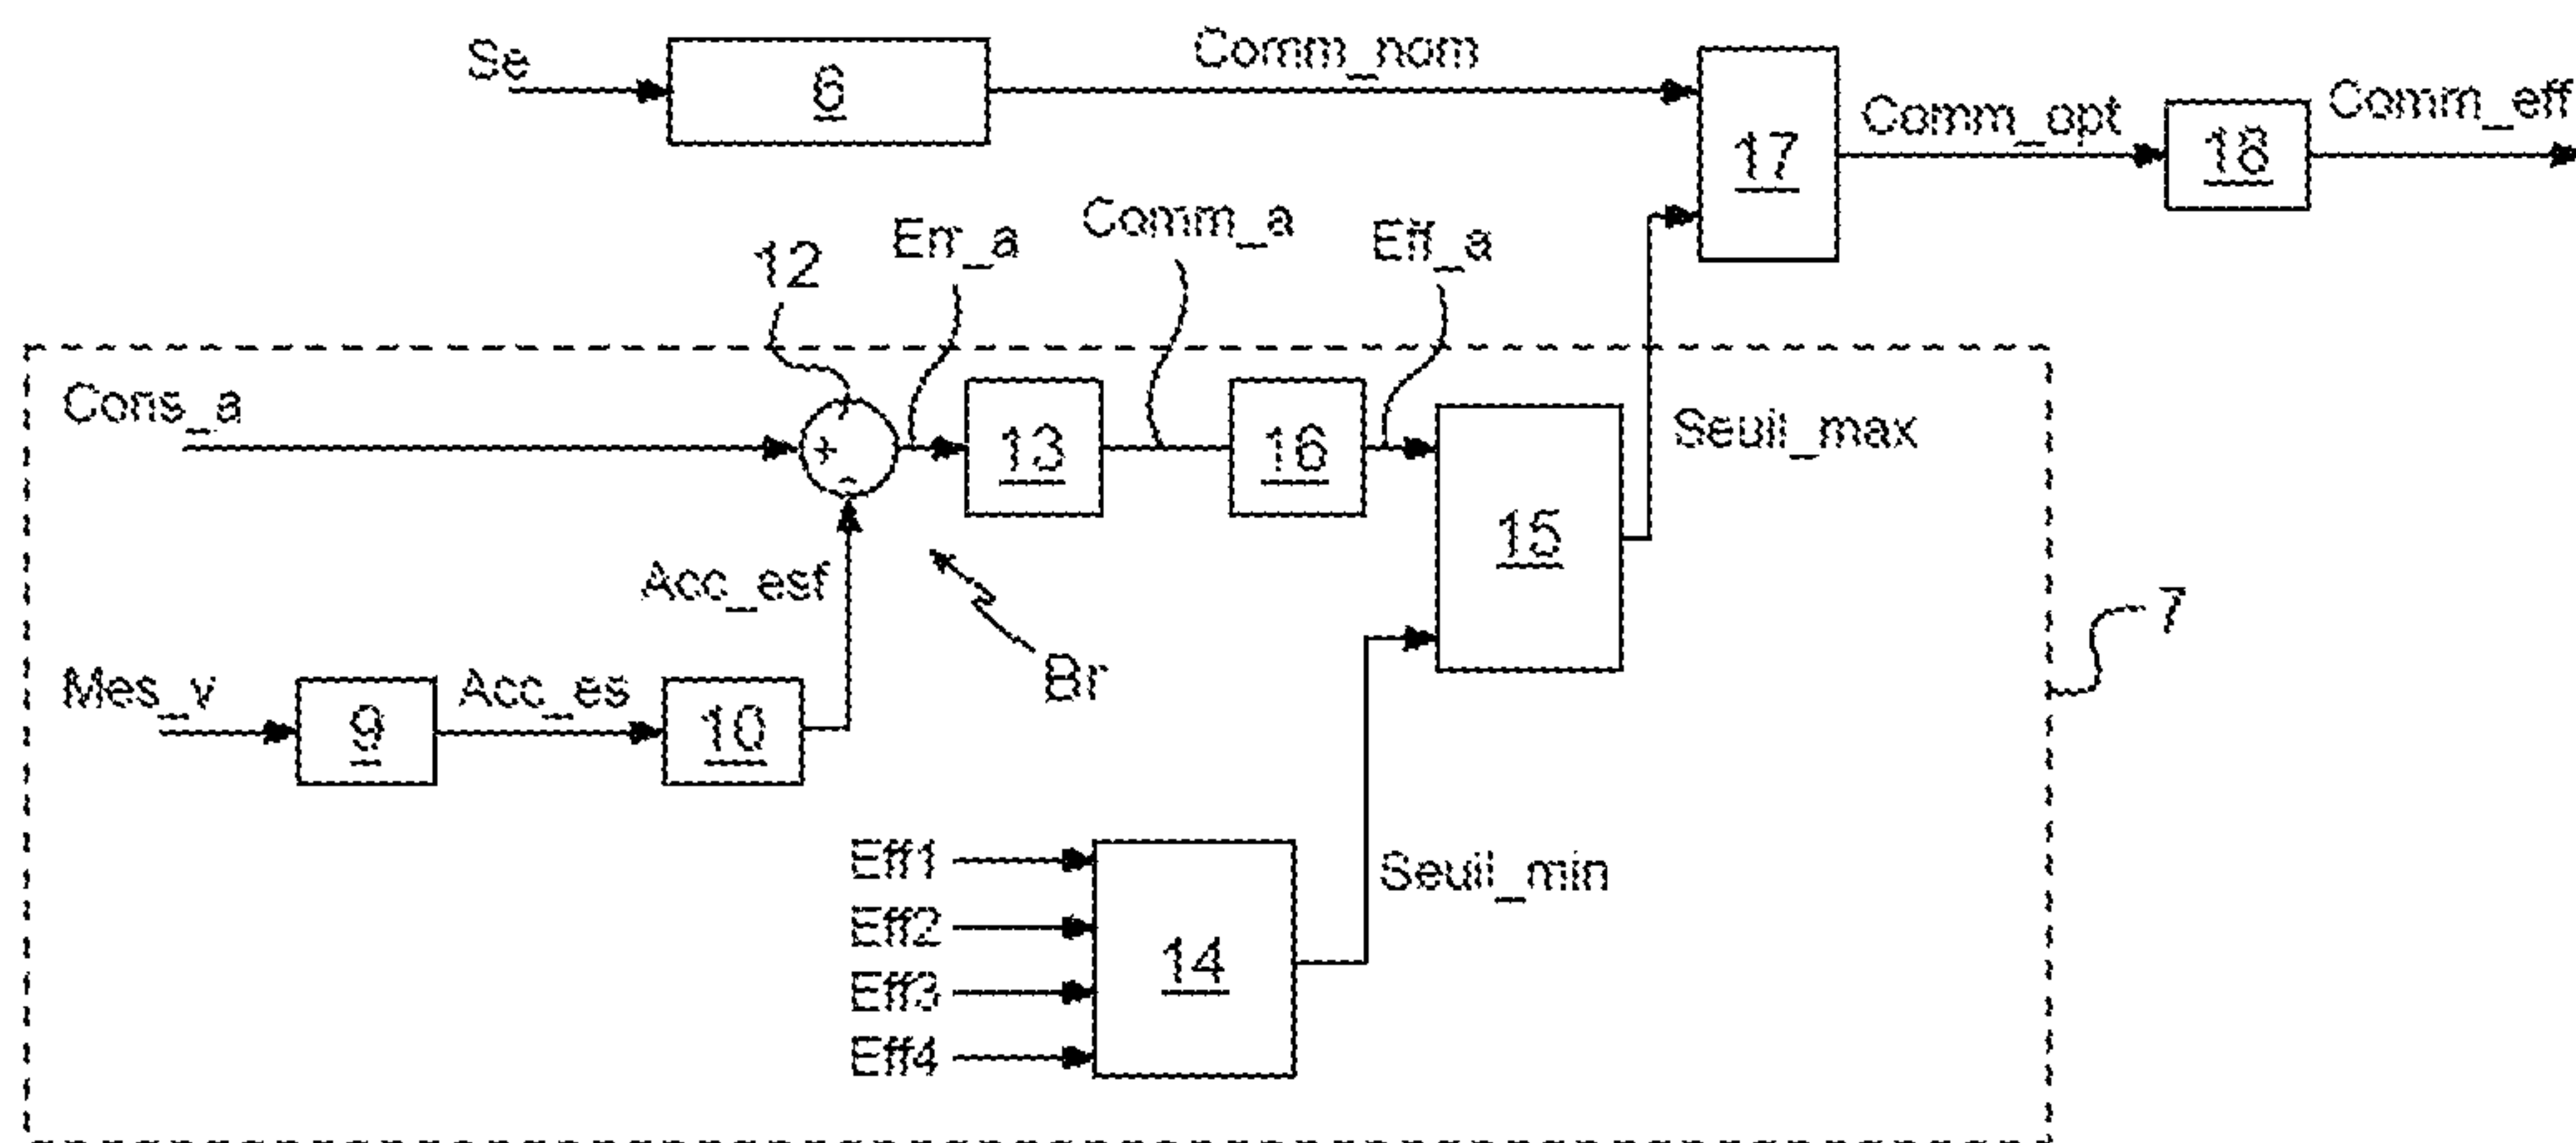 Se
6
Comm_nom
17
Comm_opt
18
Comm_eff
12
Err_a
Comm_a
Eff_a
Cons_a
+
-
13
16
15
Seuil_max
Acc_esf
Br
7
Mes_v
9
Acc_es
10
Eff1
Eff2
Eff3
Eff4
14
Seuil_min